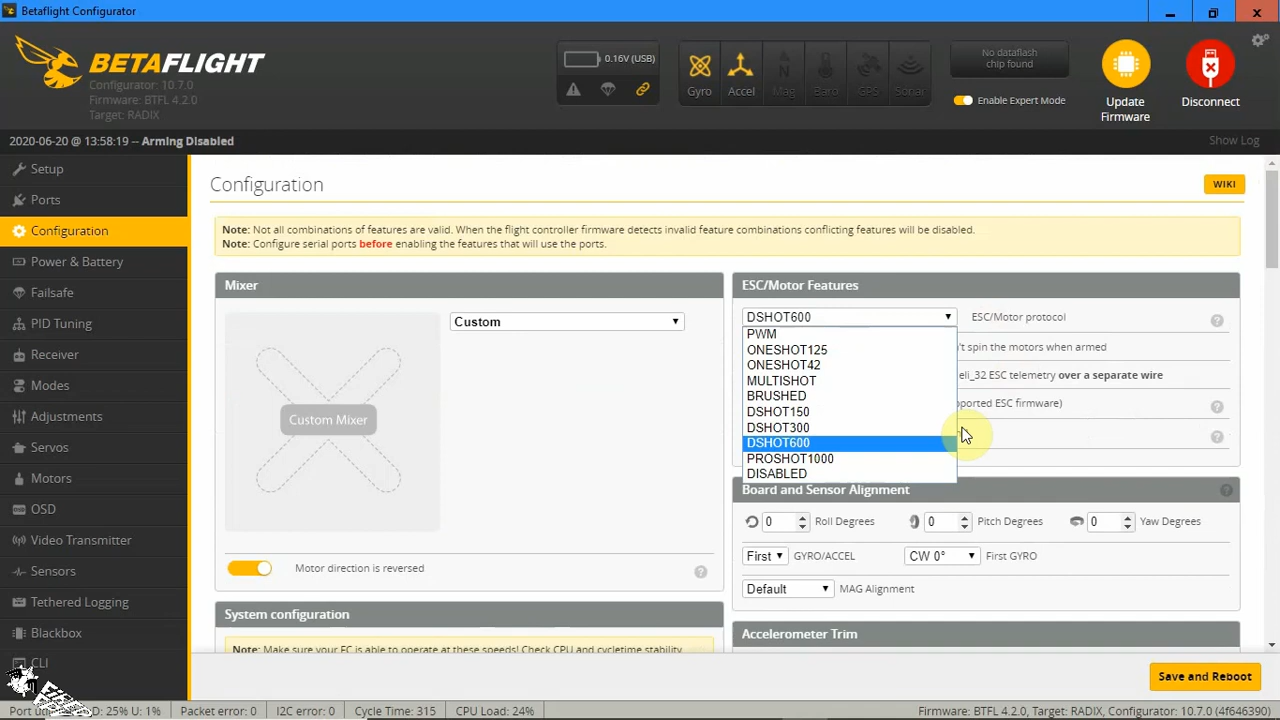 Betaflight Configurator
BETAFLIGHT
Configurator: 10.7.0
Firmware: BTFL 4.2.0
Target: RADIX
0.16V (USB)
Gyro
Accel
Mag
Baro
GPS
Sonar
No dataflash
chip found
Enable Expert Mode
Update
Firmware
Disconnect
2020-06-20 @ 13:58:19 -- Arming Disabled
Show Log
Setup
Ports
Configuration
Power & Battery
Failsafe
PID Tuning
Receiver
Modes
Adjustments
Servos
Motors
OSD
Video Transmitter
Sensors
Tethered Logging
Blackbox
CLI
Configuration
WIKI
Note: Not all combinations of features are valid. When the flight controller firmware detects invalid feature combinations conflicting features will be disabled.
Note: Configure serial ports before enabling the features that will use the ports.
Mixer
Custom
Custom Mixer
Motor direction is reversed
System configuration
Note: Make sure your FC is able to operate at these speeds! Check CPU and cycletime stability.
ESC/Motor Features
DSHOT600
ESC/Motor protocol
PWM
ONESHOT125
ONESHOT42
MULTISHOT
BRUSHED
DSHOT150
DSHOT300
DSHOT600
PROSHOT1000
DISABLED
't spin the motors when armed
eli_32 ESC telemetry over a separate wire
pported ESC firmware)
Board and Sensor Alignment
0 Roll Degrees
0 Pitch Degrees
0 Yaw Degrees
First GYRO/ACCEL
CW 0° First GYRO
Default MAG Alignment
Accelerometer Trim
Save and Reboot
D: 25% U: 1%
Packet error: 0
I2C error: 0
Cycle Time: 315
CPU Load: 24%
Firmware: BTFL 4.2.0, Target: RADIX, Configurator: 10.7.0 (4f646390)